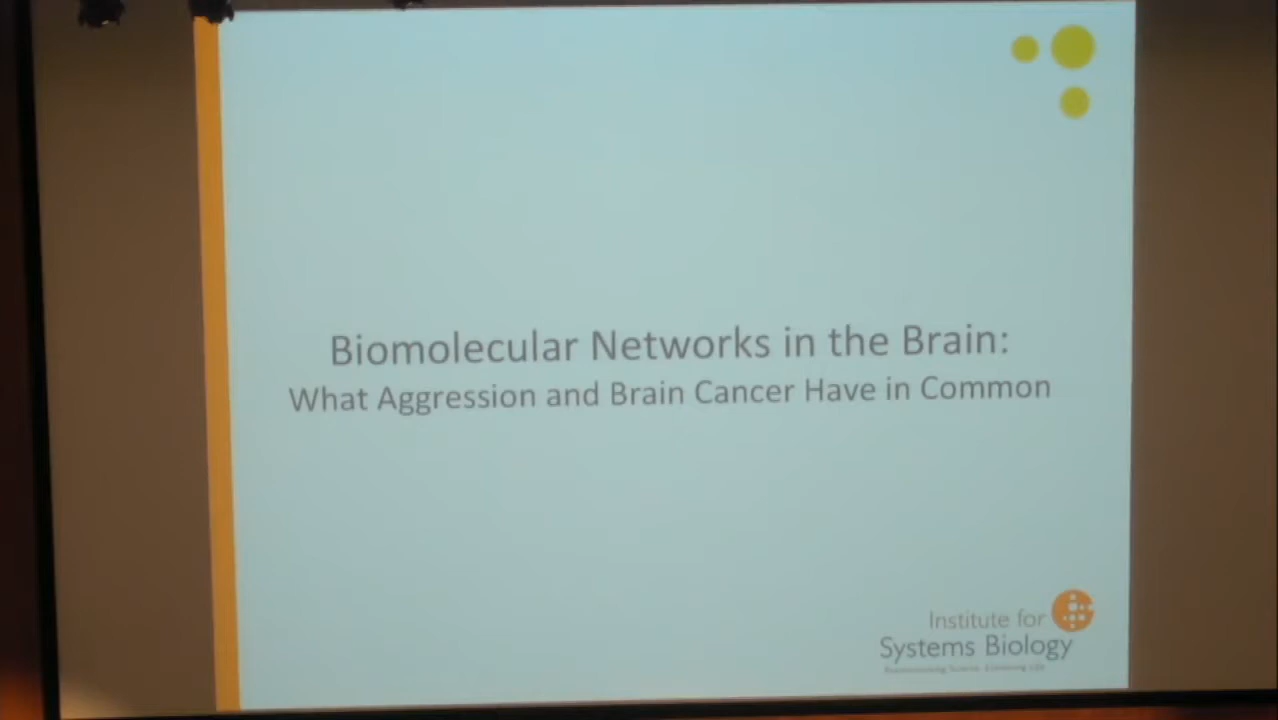 Biomolecular Networks in the Brain:
What Aggression and Brain Cancer Have in Common
Institute for
Systems Biology